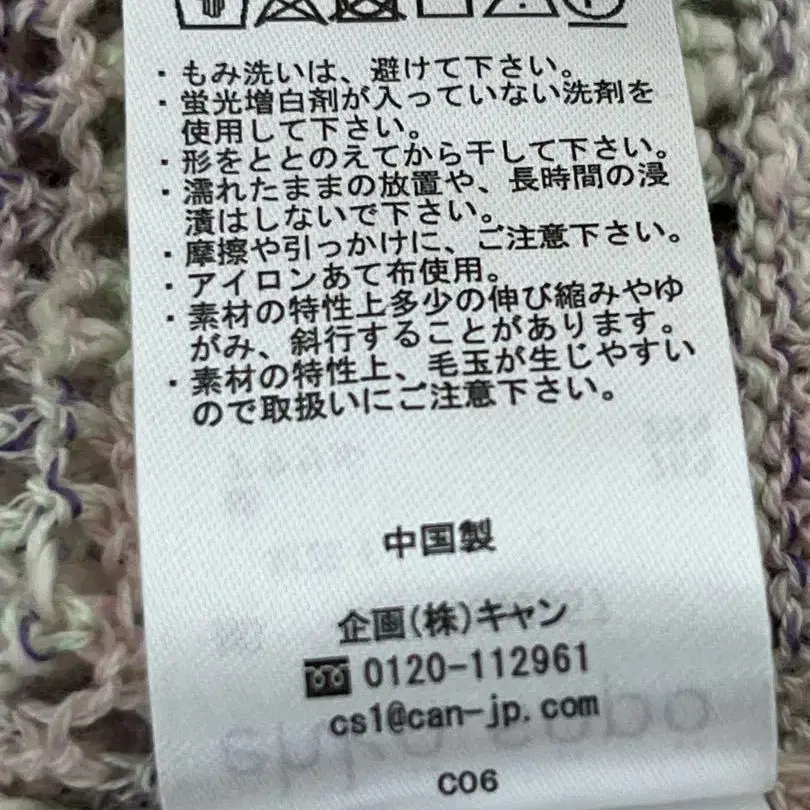 ・もみ洗いは、避けて下さい。
・蛍光増白剤が入っていない洗剤を
使用して下さい。
・形をととのえてから干して下さい。
・濡れたままの放置や、長時間の浸
漬はしないで下さい。
・摩擦や引っかけに、ご注意下さい。
・アイロンあて布使用。
・素材の特性上多少の伸び縮みやゆ
がみ、斜行することがあります。
・素材の特性上、毛玉が生じやすい
ので取扱いにご注意下さい。
中国製
企画(株)キャン
0120-112961
cs1@can-jp.com
C06